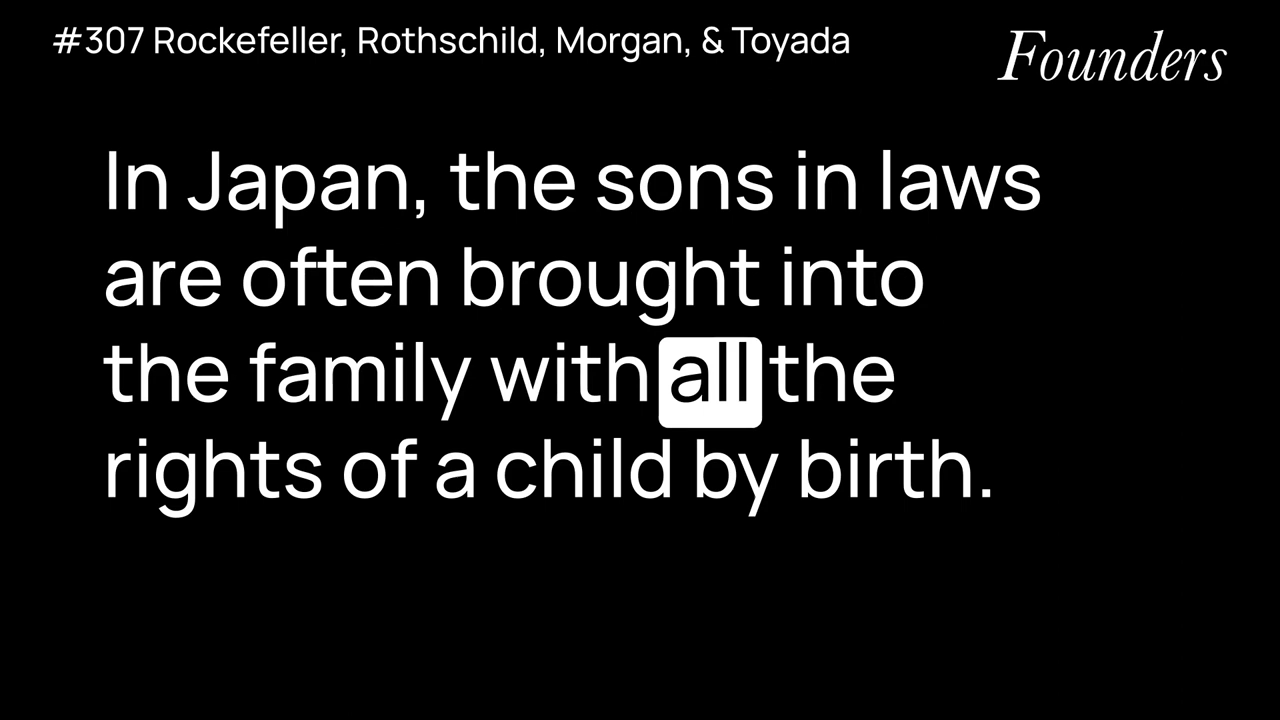 #307 Rockefeller, Rothschild, Morgan, & Toyada
Founders
In Japan, the sons in laws
are often brought into
the family with all the
rights of a child by birth.